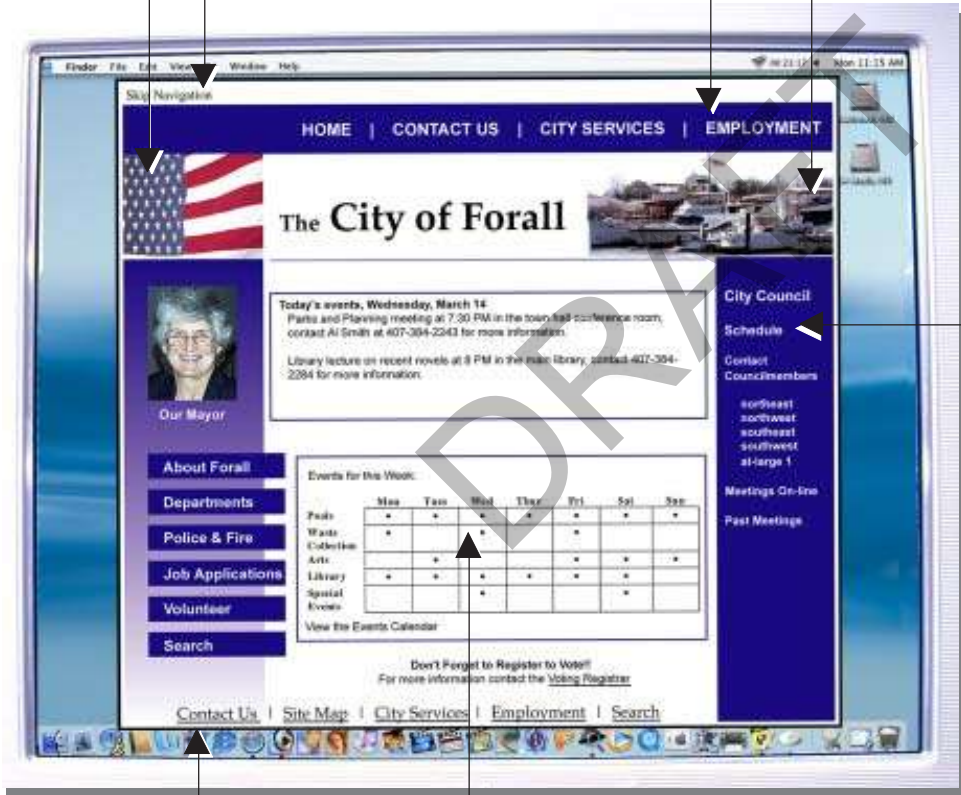 Finder File Edit View Window Help
Mon 11:15 AM
Skip Navigation
HOME | CONTACT US | CITY SERVICES | EMPLOYMENT
The City of Forall
Our Mayor
About Forall
Departments
Police & Fire
Job Applications
Volunteer
Search
Today's events, Wednesday, March 14
Parks and Planning meeting at 7:30 PM in the town hall conference room,
contact Al Smith at 407-384-2243 for more information.
Library lecture on recent novels at 8 PM in the main library, contact 407-384-
2284 for more information.
Events for this Week:
Mon Tues Wed Thur Fri Sat Sun
Pools
Waste
Collection
Arts
Library
Special
Events
View the Events Calendar
City Council
Schedule
Contact
Councilmembers
northeast
northwest
southeast
southwest
at-large 1
Meetings On-line
Past Meetings
Don't Forget to Register to Vote!!
For more information contact the Voting Registrar
Contact Us | Site Map | City Services | Employment | Search
DRAFT